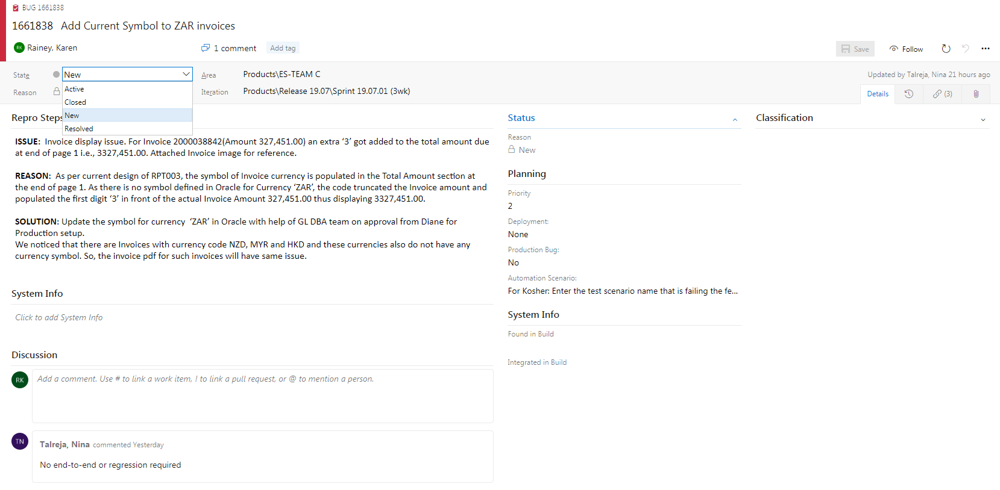 BUG 1661838
1661838 Add Current Symbol to ZAR invoices
RK Rainey, Karen
1 comment
Add tag
Save
Follow
State
New
Area
Products\ES-TEAM C
Updated by Talreja, Nina 21 hours ago
Reason
Active
Closed
New
Resolved
Iteration
Products\Release 19.07\Sprint 19.07.01 (3wk)
Details
(3)
Repro Steps
ISSUE: Invoice display issue. For Invoice 2000038842(Amount 327,451.00) an extra ‘3’ got added to the total amount due
at end of page 1 i.e., 3327,451.00. Attached Invoice image for reference.
REASON: As per current design of RPT003, the symbol of Invoice currency is populated in the Total Amount section at
the end of page 1. As there is no symbol defined in Oracle for Currency ‘ZAR’, the code truncated the Invoice amount and
populated the first digit ‘3’ in front of the actual Invoice Amount 327,451.00 thus displaying 3327,451.00.
SOLUTION: Update the symbol for currency ‘ZAR’ in Oracle with help of GL DBA team on approval from Diane for
Production setup.
We noticed that there are Invoices with currency code NZD, MYR and HKD and these currencies also do not have any
currency symbol. So, the invoice pdf for such invoices will have same issue.
System Info
Click to add System Info
Discussion
RK
Add a comment. Use # to link a work item, ! to link a pull request, or @ to mention a person.
TN
Talreja, Nina commented Yesterday
No end-to-end or regression required
Status
Reason
New
Planning
Priority
2
Deployment:
None
Production Bug:
No
Automation Scenario:
For Kosher: Enter the test scenario name that is failing the fe...
System Info
Found in Build
Integrated in Build
Classification